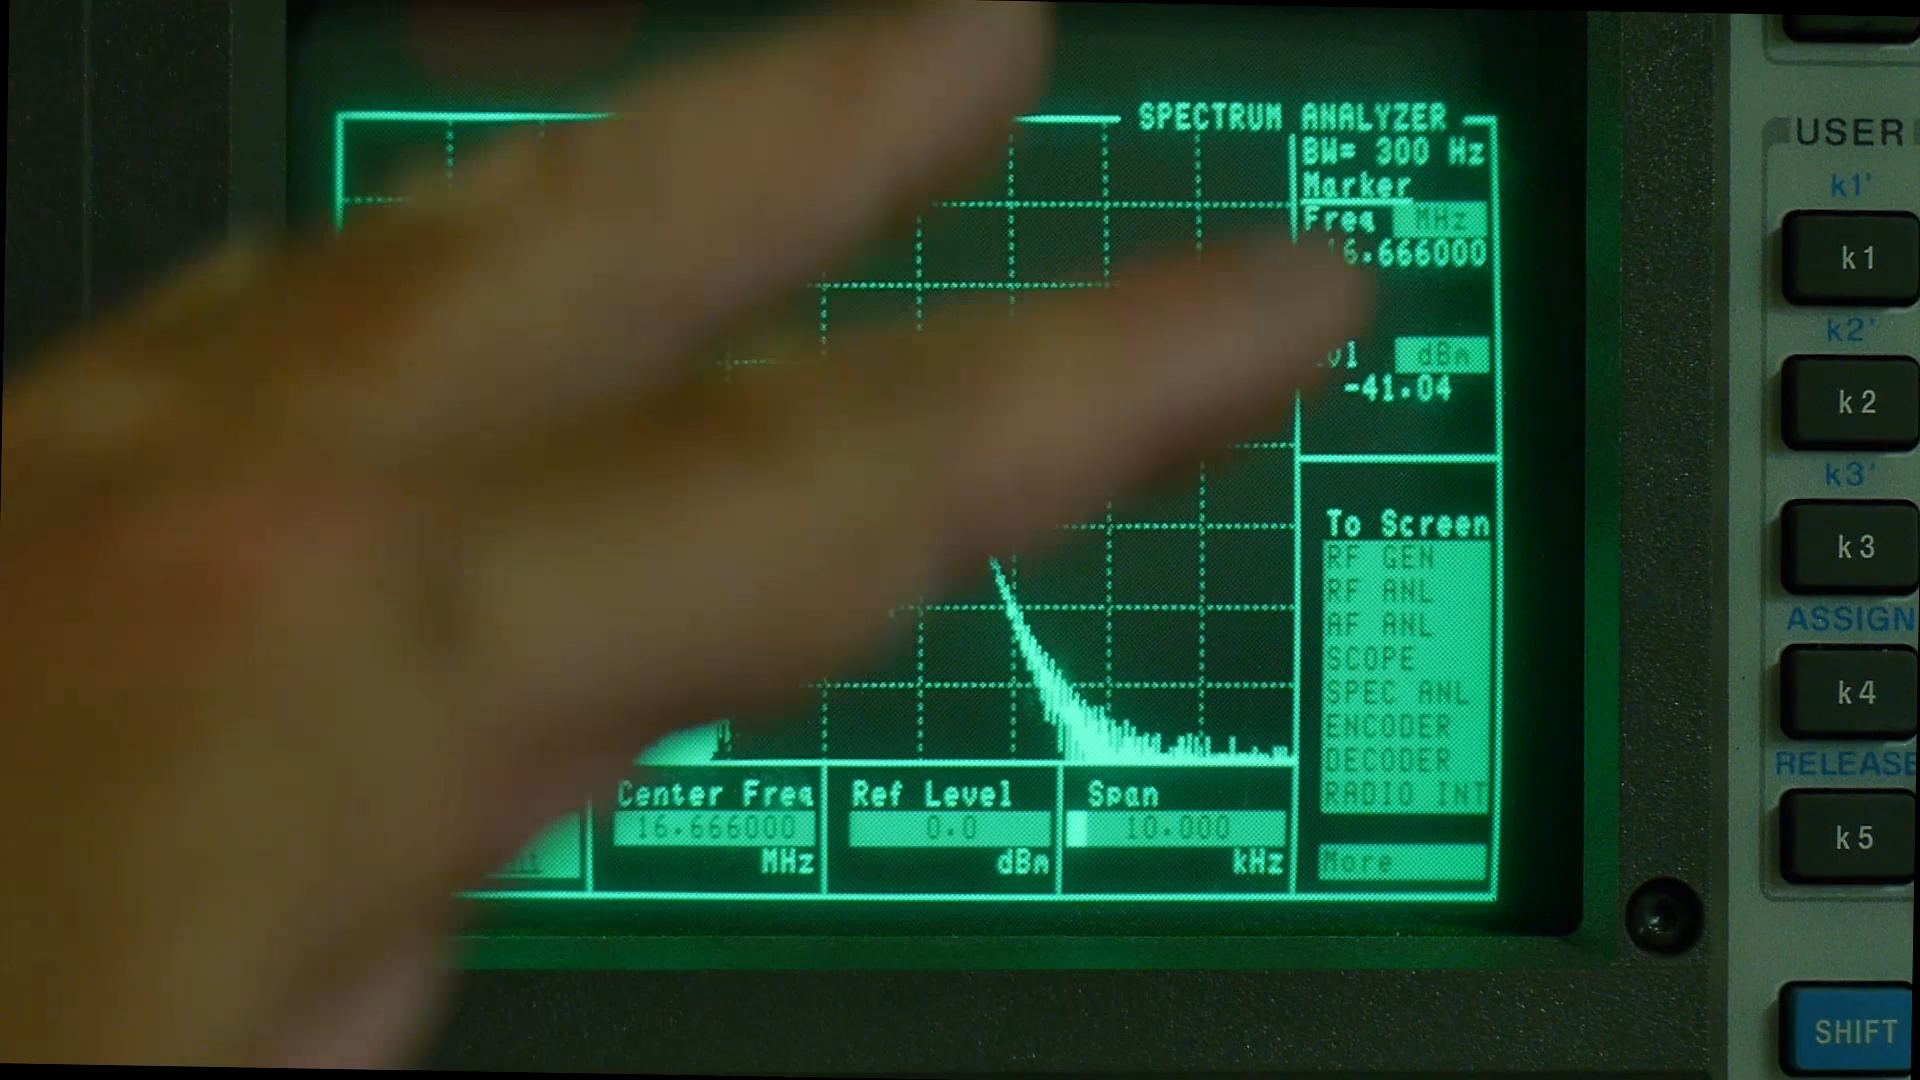 SPECTRUM ANALYZER
BW= 300 Hz
Marker
Freq MHz
16.666000
lvl dBm
-41.04
To Screen
RF GEN
RF ANL
AF ANL
SCOPE
SPEC ANL
ENCODER
DECODER
RADIO INT
More
Center Freq
16.666000
MHz
Ref Level
0.0
dBm
Span
10.000
kHz
USER
k1'
k1
k2'
k2
k3'
k3
ASSIGN
k4
RELEASE
k5
SHIFT